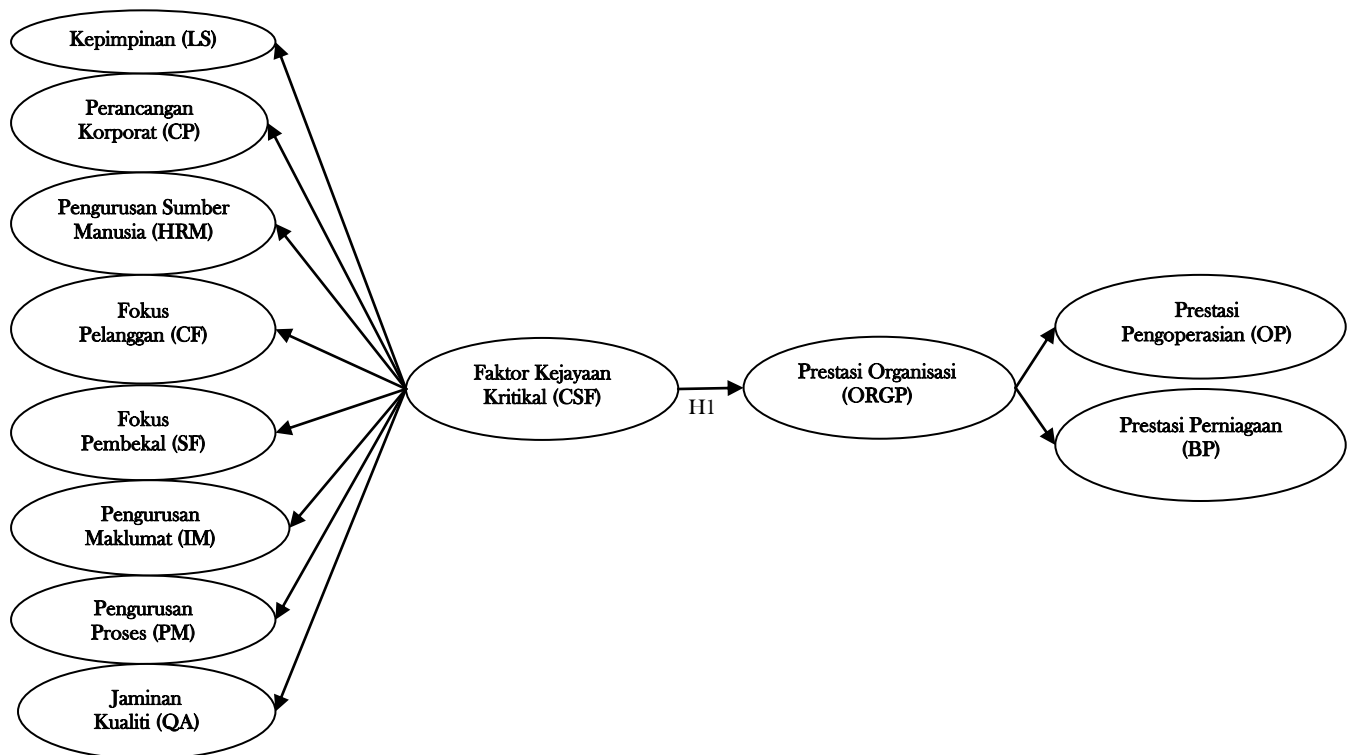 Kepimpinan (LS)
Perancangan
Korporat (CP)
Pengurusan Sumber
Manusia (HRM)
Fokus
Pelanggan (CF)
Fokus
Pembekal (SF)
Pengurusan
Maklumat (IM)
Pengurusan
Proses (PM)
Jaminan
Kualiti (QA)
Faktor Kejayaan
Kritikal (CSF)
H1
Prestasi Organisasi
(ORGP)
Prestasi
Pengoperasian (OP)
Prestasi Perniagaan
(BP)